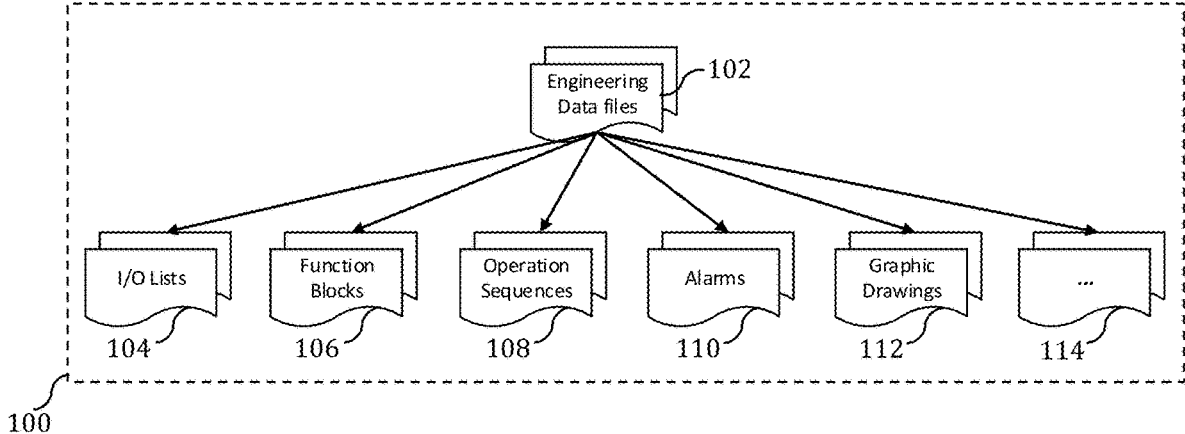 Engineering
Data files
102
I/O Lists
Function
Blocks
Operation
Sequences
Alarms
Graphic
Drawings
...
104
106
108
110
112
114
100